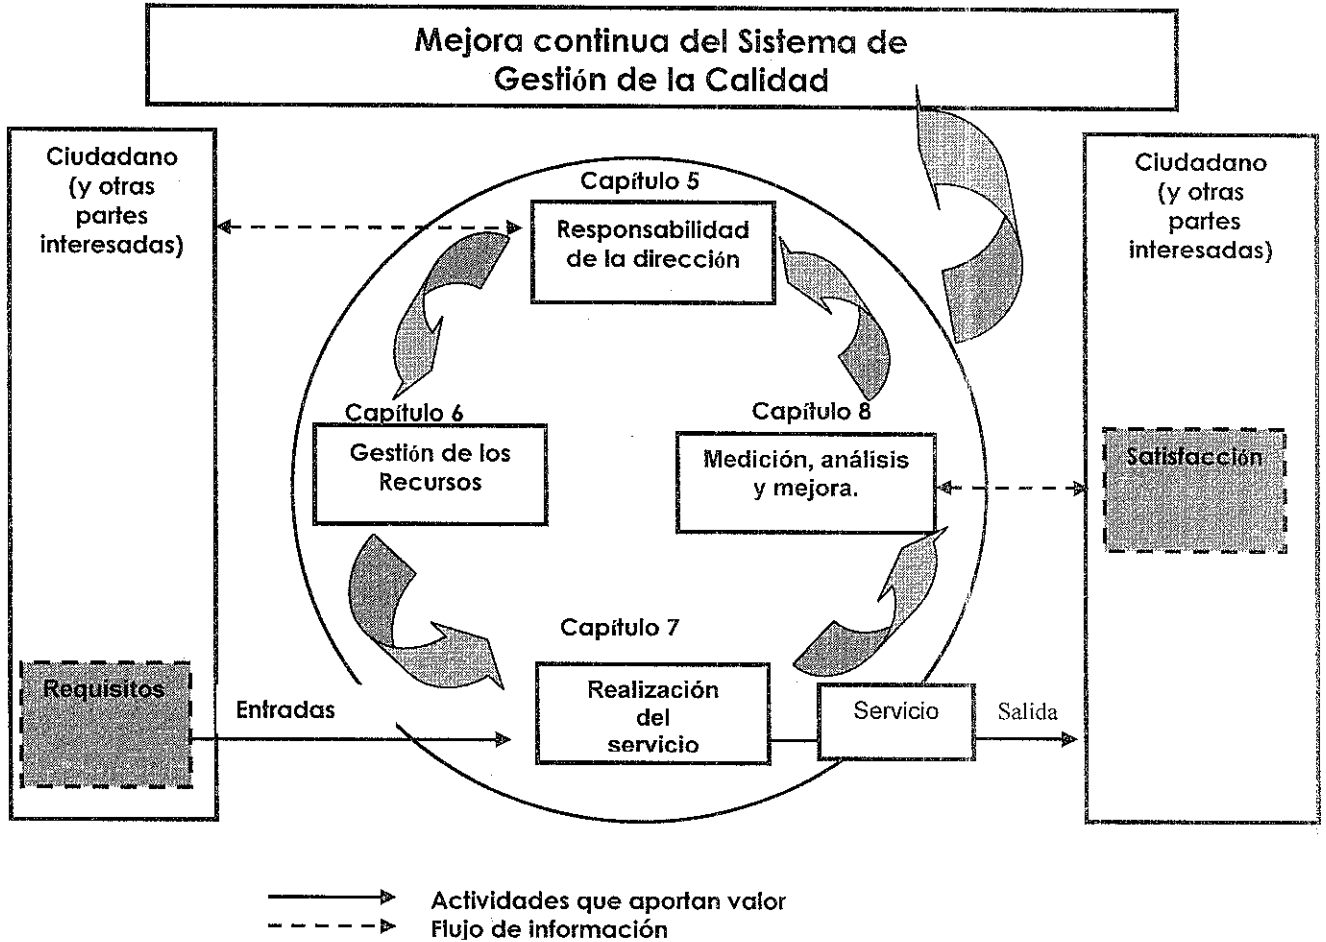 Mejora continua del Sistema de
Gestión de la Calidad
Ciudadano
(y otras
partes
interesadas)
Capítulo 5
Responsabilidad
de la dirección
Ciudadano
(y otras
partes
interesadas)
Capítulo 6
Gestión de los
Recursos
Capítulo 8
Medición, análisis
y mejora.
Satisfacción
Capítulo 7
Requisitos
Entradas
Realización
del
servicio
Servicio
Salida
Actividades que aportan valor
Flujo de información